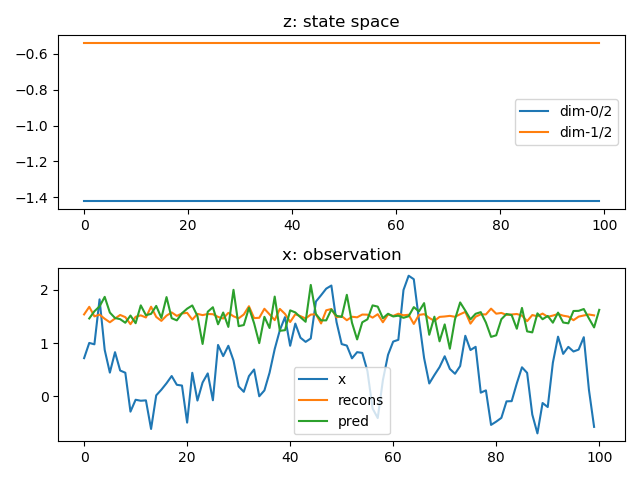 z: state space
−0.6
−0.8
−1.0
−1.2
−1.4
dim-0/2
dim-1/2
0 20 40 60 80 100
x: observation
2
1
0
x
recons
pred
0 20 40 60 80 100